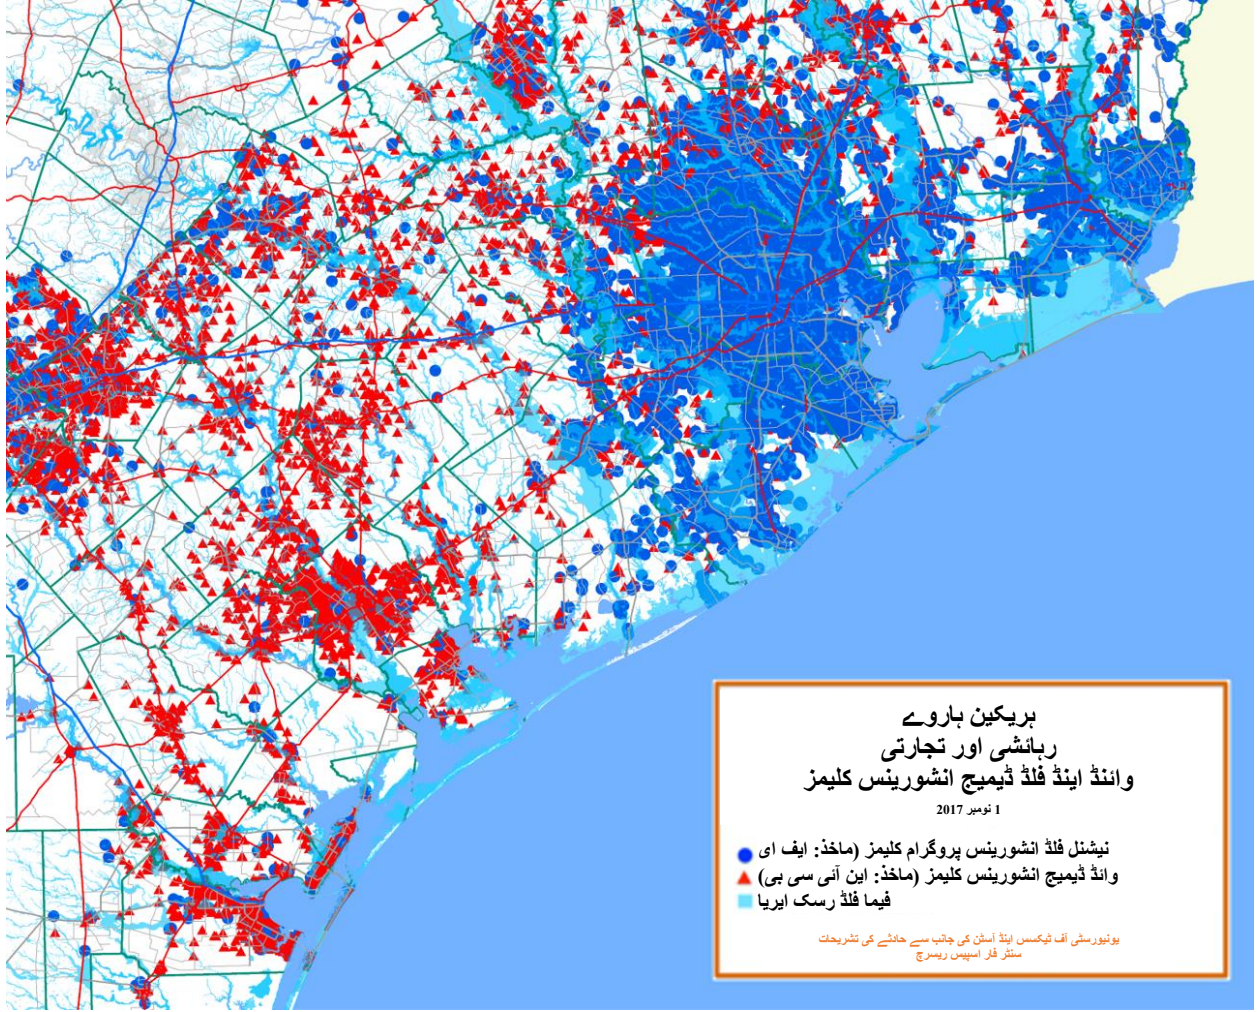 ہریکین ہاروے
رہائشی اور تجارتی
وائنڈ اینڈ فلڈ ڈیمیج انشورینس کلیمز
1 نومبر 2017
نیشنل فلڈ انشورینس پروگرام کلیمز (ماخذ: ایف ای
وائڈ ڈیمیج انشورینس کلیمز (ماخذ: این آئی سی بی)
فیما فلڈ رسک ایریا
یونیورسٹی آف ٹیکسس اینڈ آسٹن کی جانب سے حادثے کی تشریحات
سنٹر فار اسپیس ریسرچ